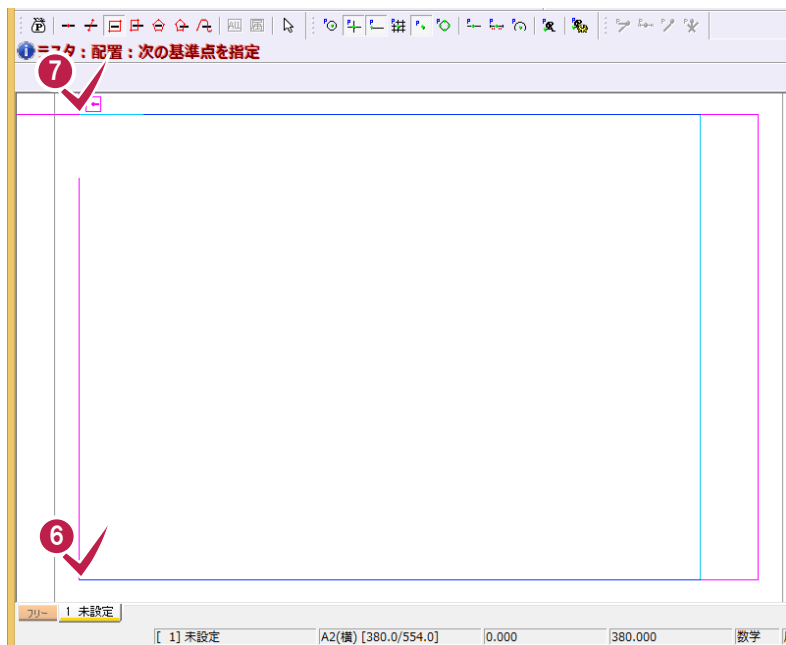 ALL
ラスタ：配置：次の基準点を指定
7
6
フリー 1 未設定
[ 1] 未設定 A2(横) [380.0/554.0] 0.000 380.000 数学